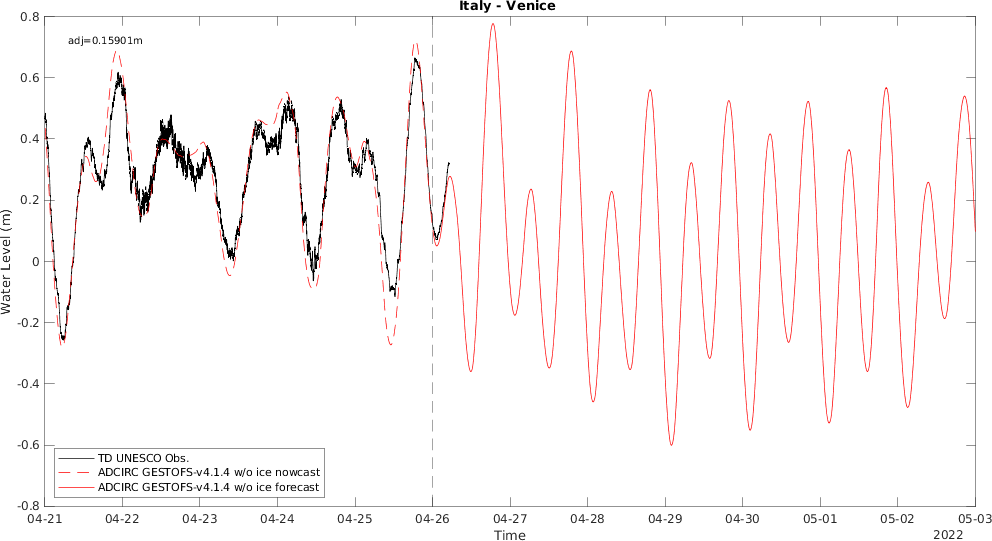 Italy - Venice
adj=0.15901m
0.8
0.6
0.4
0.2
0
-0.2
-0.4
-0.6
-0.8
Water Level (m)
TD UNESCO Obs.
ADCIRC GESTOFS-v4.1.4 w/o ice nowcast
ADCIRC GESTOFS-v4.1.4 w/o ice forecast
04-21 04-22 04-23 04-24 04-25 04-26 04-27 04-28 04-29 04-30 05-01 05-02 05-03
Time
2022